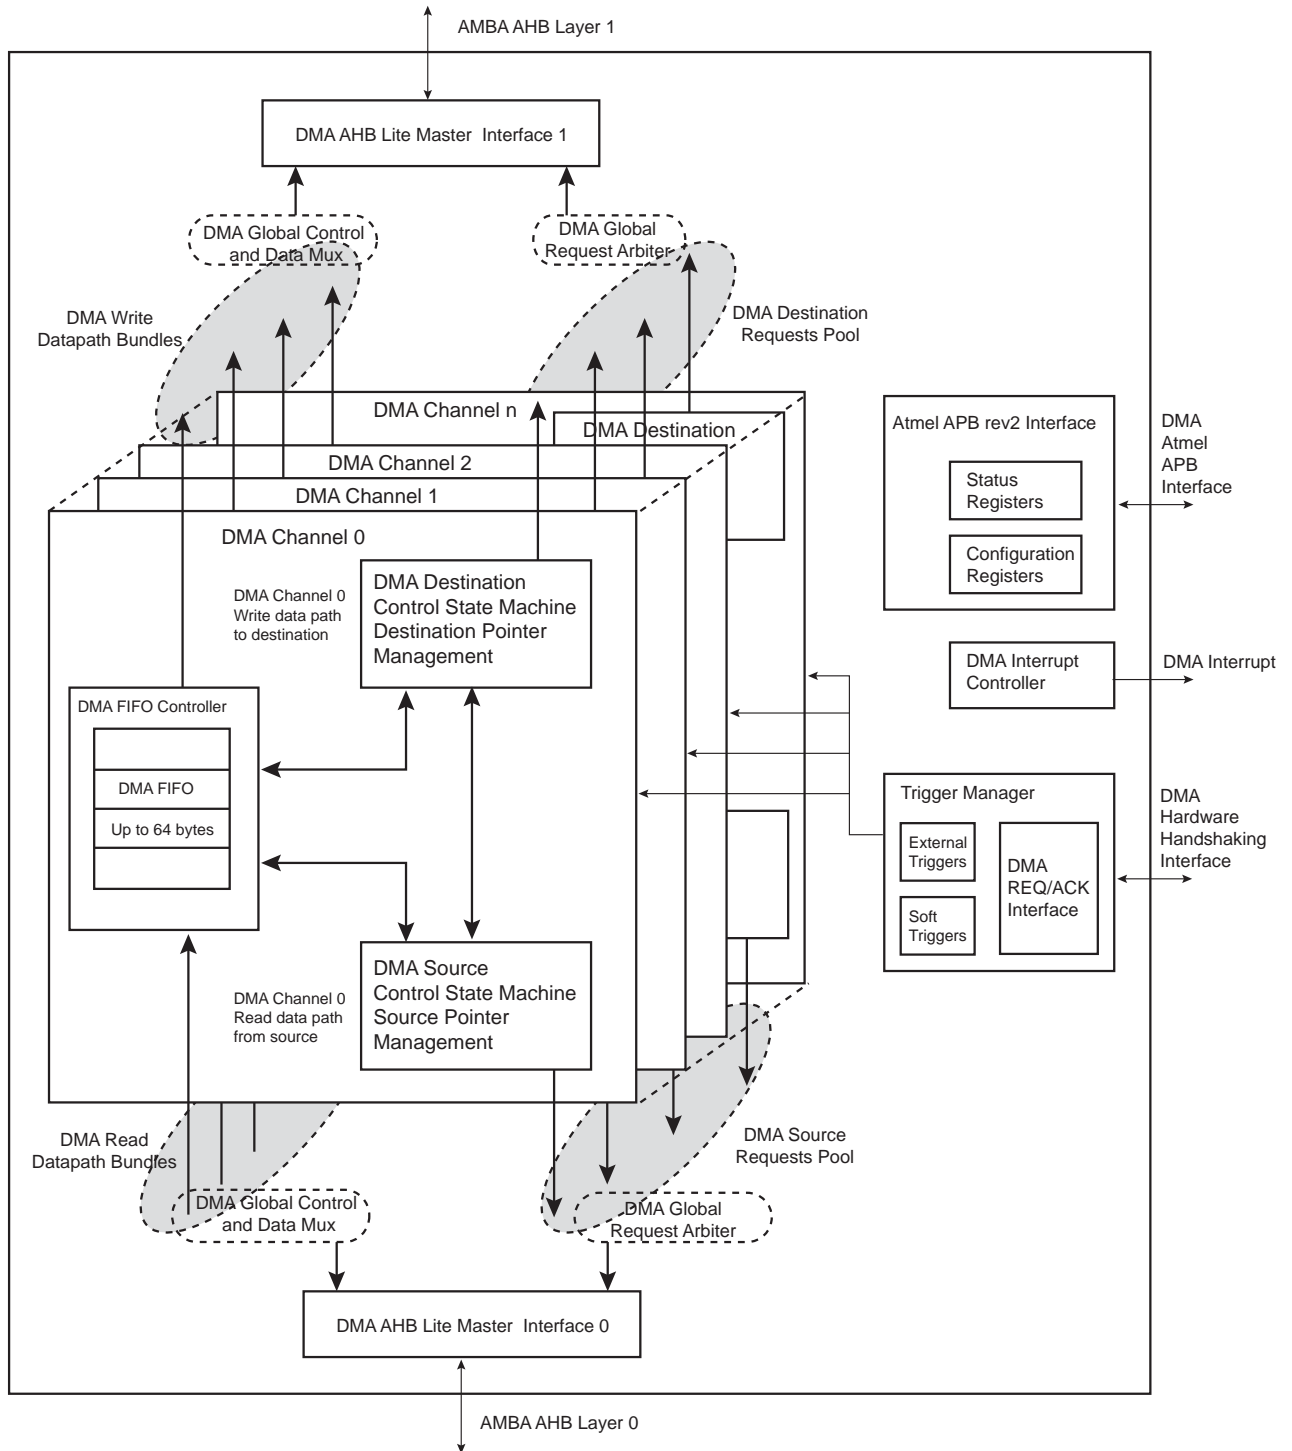 AMBA AHB Layer 1
DMA AHB Lite Master Interface 1
DMA Global Control
and Data Mux
DMA Global
Request Arbiter
DMA Write
Datapath Bundles
DMA Destination
Requests Pool
DMA Channel n
DMA Destination
DMA Channel 2
DMA Channel 1
DMA Channel 0
Atmel APB rev2 Interface
Status
Registers
Configuration
Registers
DMA
Atmel
APB
Interface
DMA Channel 0
Write data path
to destination
DMA Destination
Control State Machine
Destination Pointer
Management
DMA Interrupt
Controller
DMA Interrupt
DMA FIFO Controller
DMA FIFO
Up to 64 bytes
Trigger Manager
External
Triggers
Soft
Triggers
DMA
REQ/ACK
Interface
DMA
Hardware
Handshaking
Interface
DMA Channel 0
Read data path
from source
DMA Source
Control State Machine
Source Pointer
Management
DMA Read
Datapath Bundles
DMA Source
Requests Pool
DMA Global Control
and Data Mux
DMA Global
Request Arbiter
DMA AHB Lite Master Interface 0
AMBA AHB Layer 0